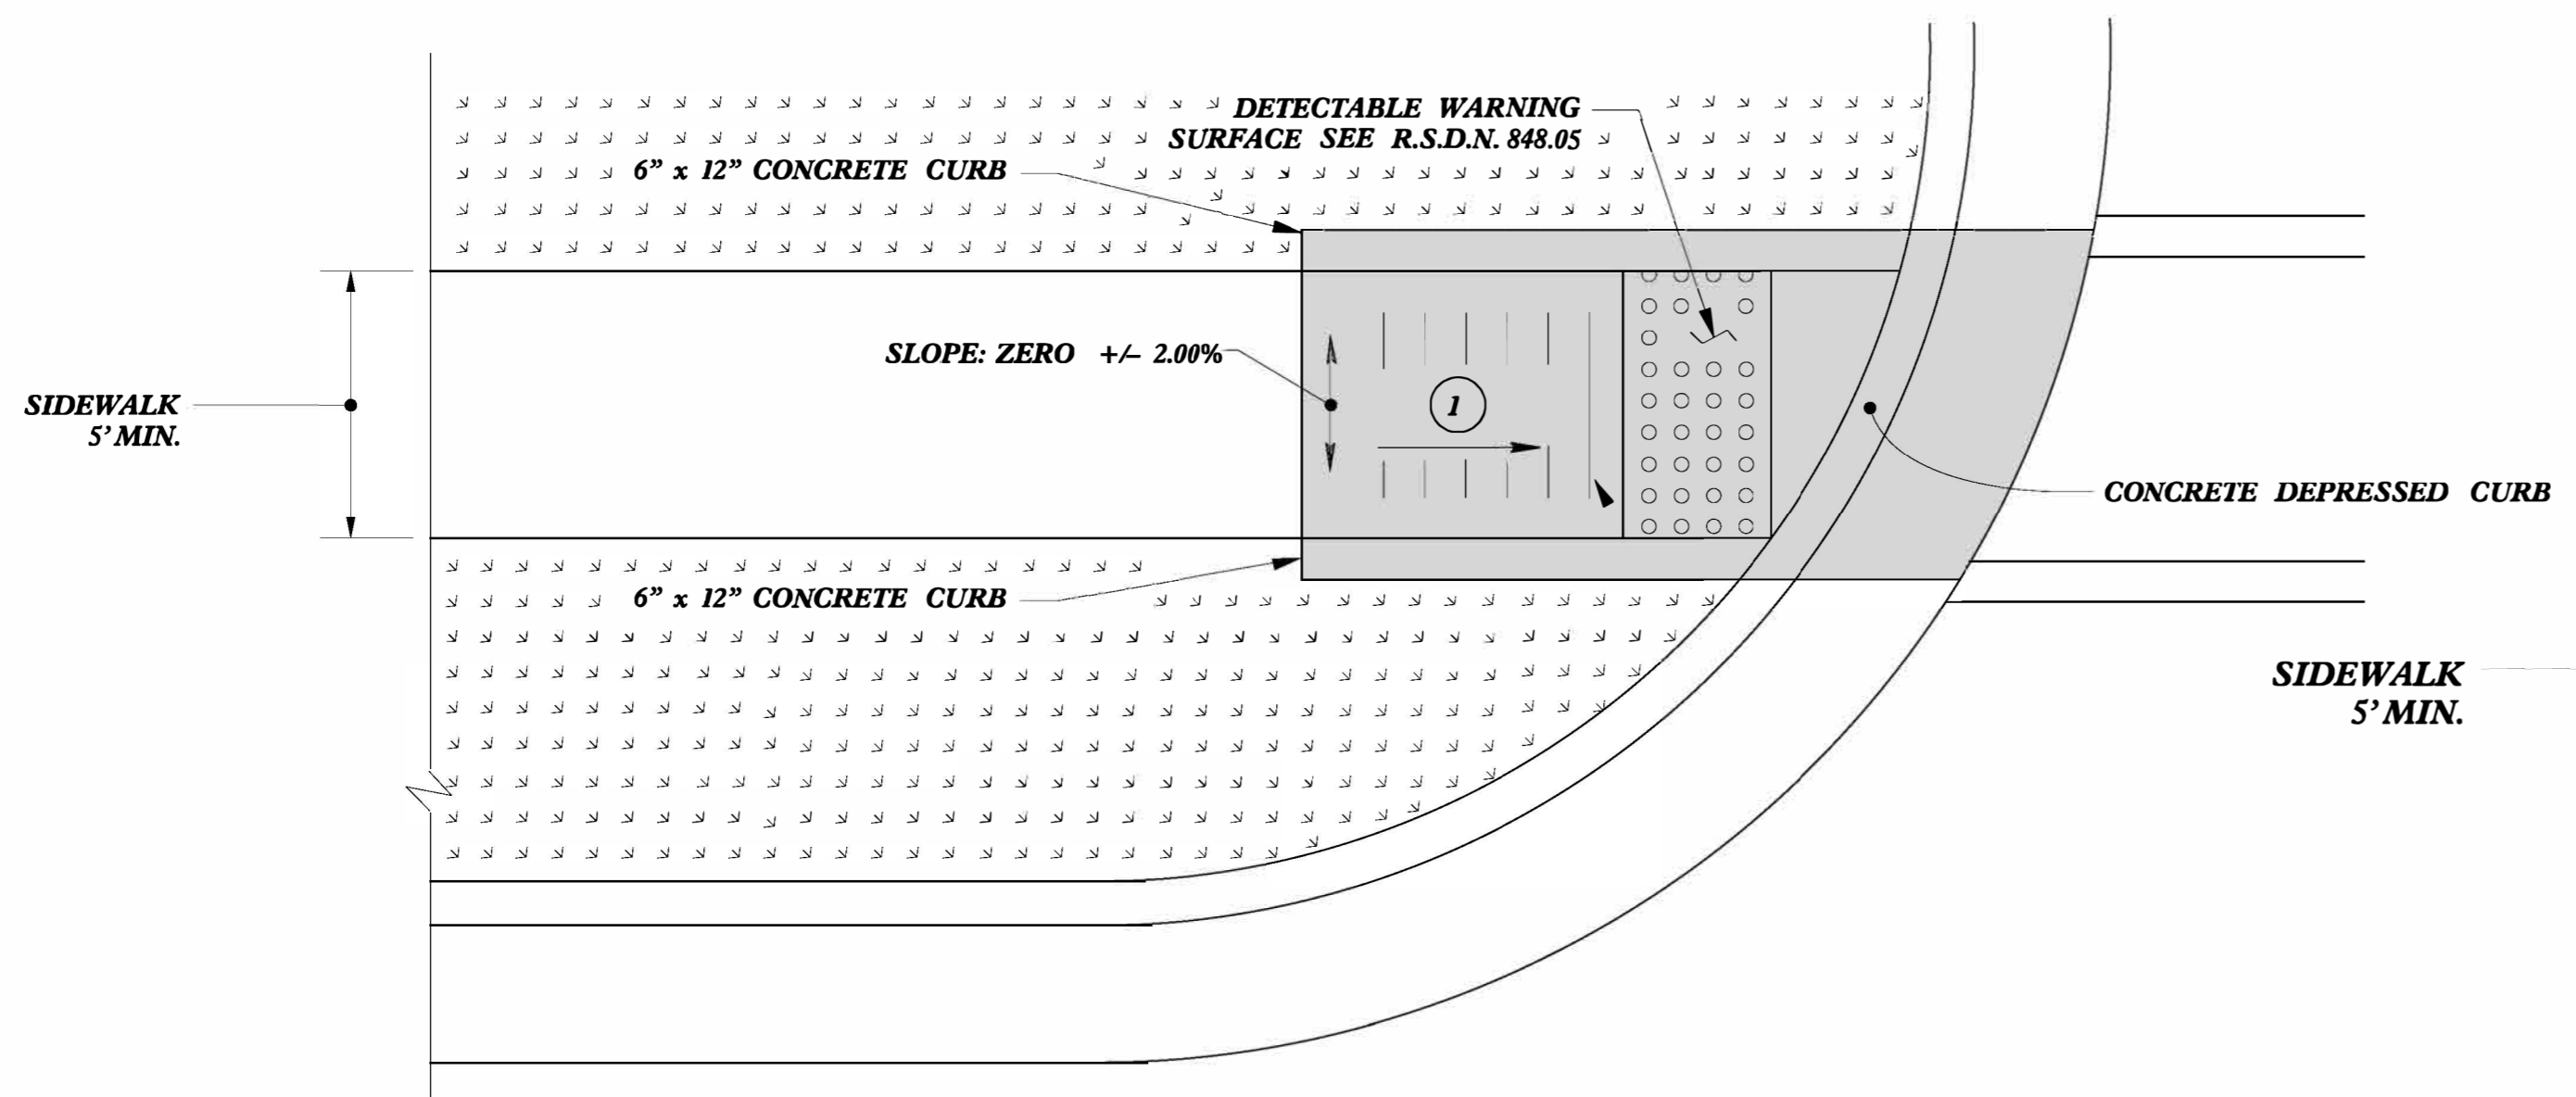 DETECTABLE WARNING
SURFACE SEE R.S.D.N. 848.05
6” x 12” CONCRETE CURB
SLOPE: ZERO +/– 2.00%
SIDEWALK
5’ MIN.
1
CONCRETE DEPRESSED CURB
6” x 12” CONCRETE CURB
SIDEWALK
5’ MIN.